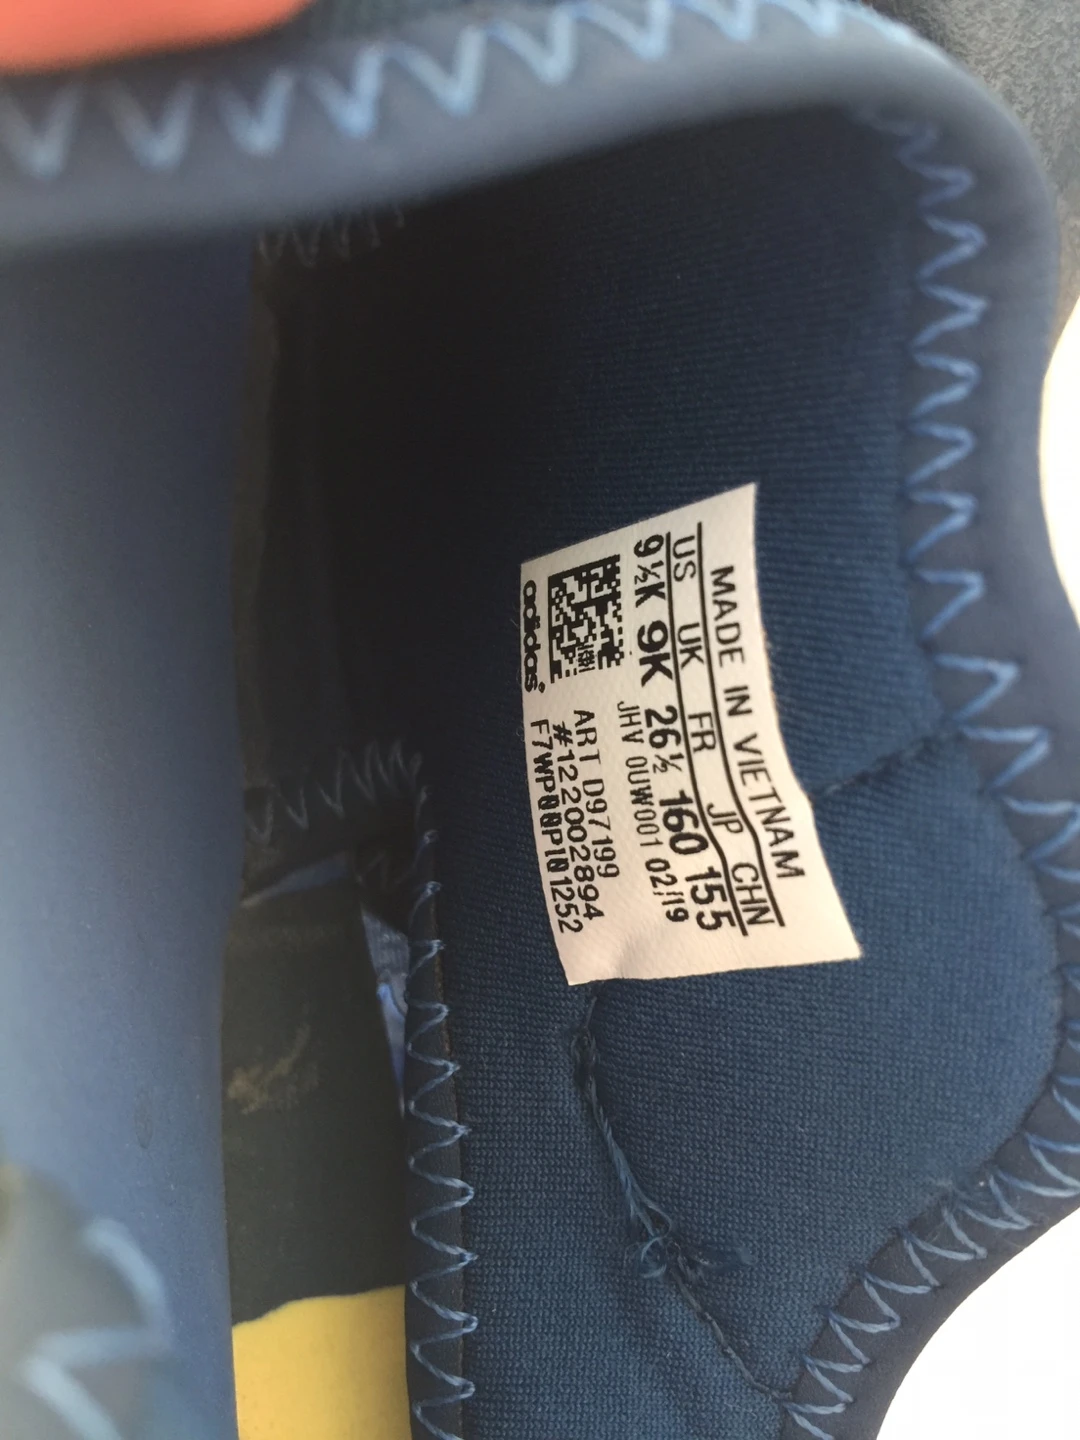 MADE IN VIETNAM
US UK FR JP CHN
9½K 9K 26½ 160 155
JHV 0UW001 02/19
ART D97199
#122002894
F7WP00PI01252
adidas